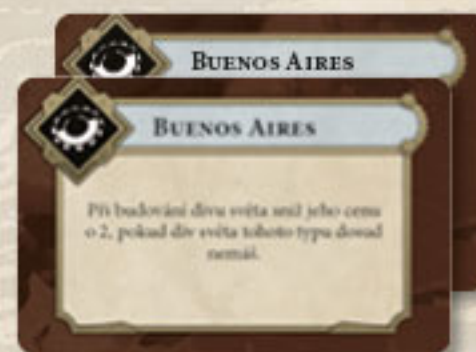 BUENOS AIRES
BUENOS AIRES
Při budování divu světa sniž jeho cenu
o 2, pokud div světa tohoto typu dosud
nemáš.